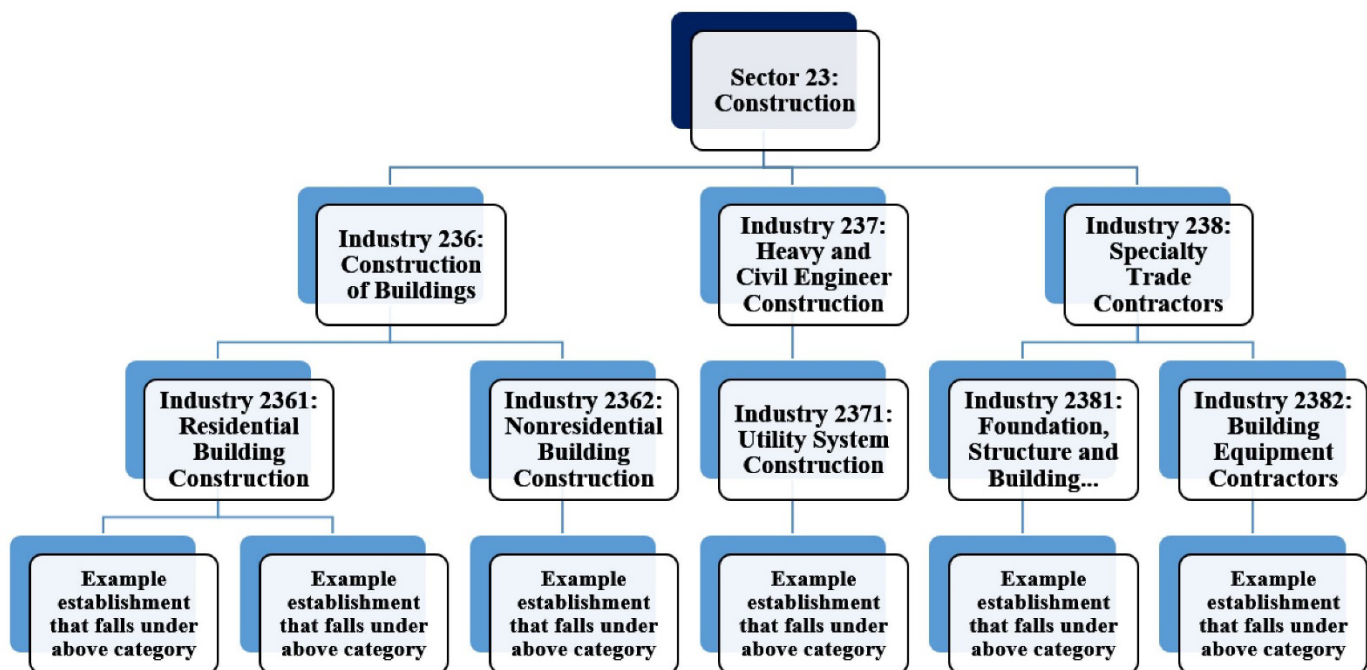 Sector 23:
Construction
Industry 236:
Construction
of Buildings
Industry 237:
Heavy and
Civil Engineer
Construction
Industry 238:
Specialty
Trade
Contractors
Industry 2361:
Residential
Building
Construction
Industry 2362:
Nonresidential
Building
Construction
Industry 2371:
Utility System
Construction
Industry 2381:
Foundation,
Structure and
Building...
Industry 2382:
Building
Equipment
Contractors
Example
establishment
that falls under
above category
Example
establishment
that falls under
above category
Example
establishment
that falls under
above category
Example
establishment
that falls under
above category
Example
establishment
that falls under
above category
Example
establishment
that falls under
above category